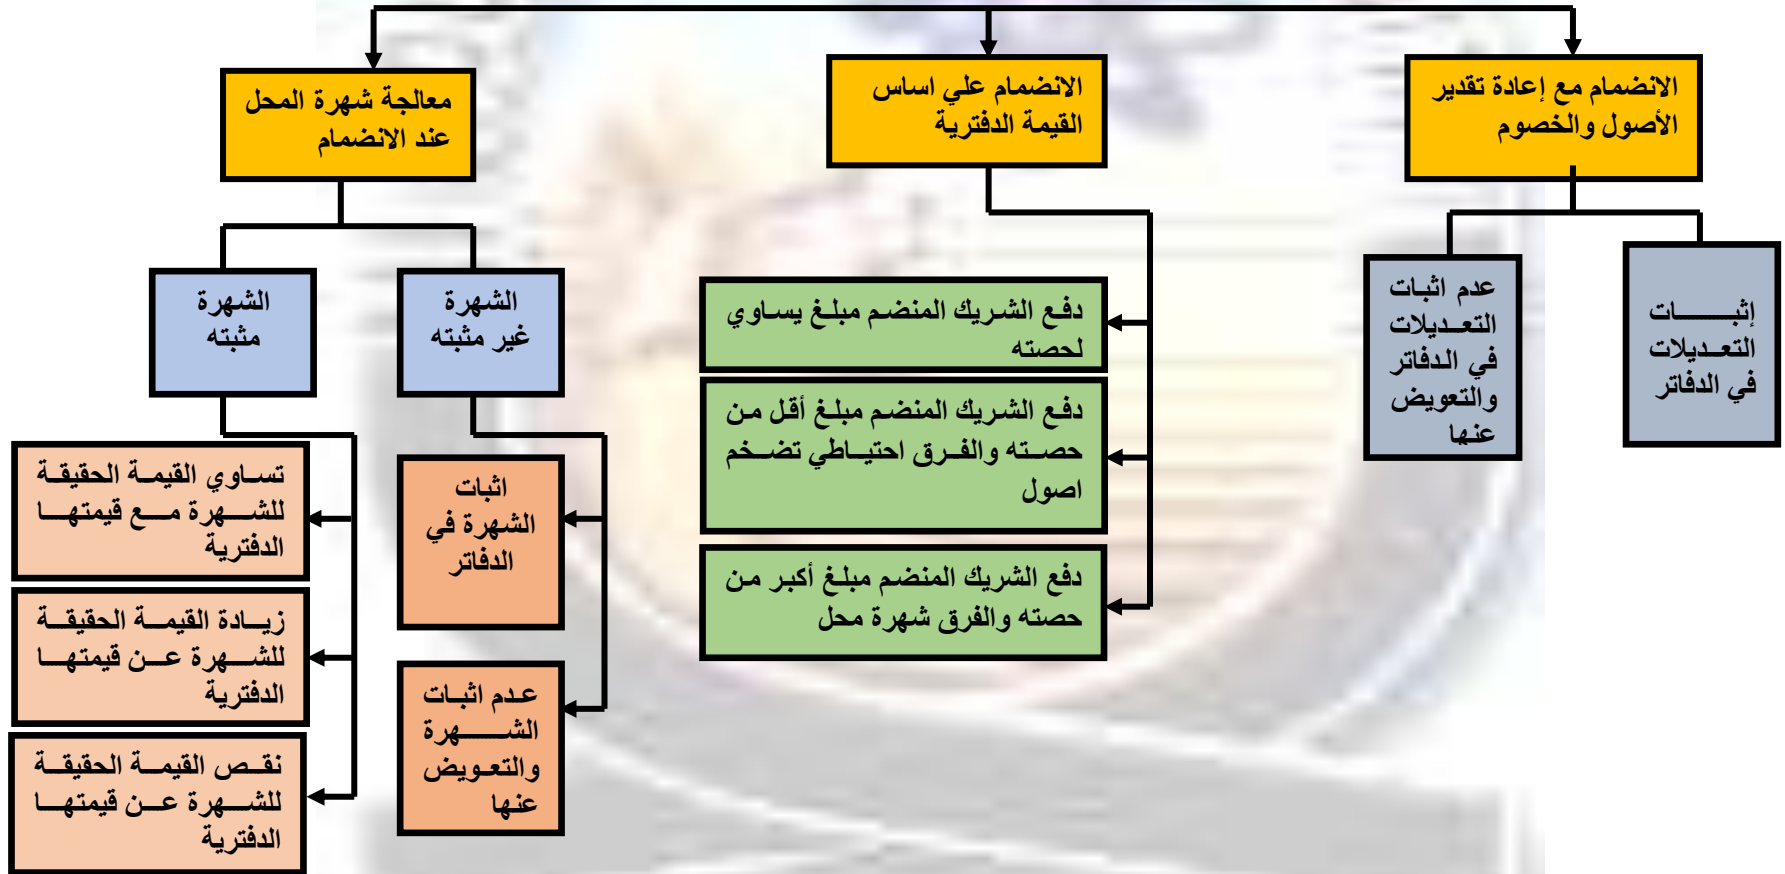 الانضمام مع إعادة تقدير
الأصول والخصوم
الانضمام علي اساس
القيمة الدفترية
معالجة شهرة المحل
عند الانضمام
إثبات
التعديلات
في الدفاتر
عدم اثبات
التعديلات
في الدفاتر
والتعويض
عنها
دفع الشريك المنضم مبلغ يساوي
لحصته
دفع الشريك المنضم مبلغ أقل من
حصته والفرق احتياطي تضخم
اصول
دفع الشريك المنضم مبلغ أكبر من
حصته والفرق شهرة محل
الشهرة
غير مثبته
الشهرة
مثبته
اثبات
الشهرة في
الدفاتر
عدم اثبات
الشهرة
والتعويض
عنها
تساوي القيمة الحقيقة
للشهرة مع قيمتها
الدفترية
زيادة القيمة الحقيقة
للشهرة عن قيمتها
الدفترية
نقص القيمة الحقيقة
للشهرة عن قيمتها
الدفترية